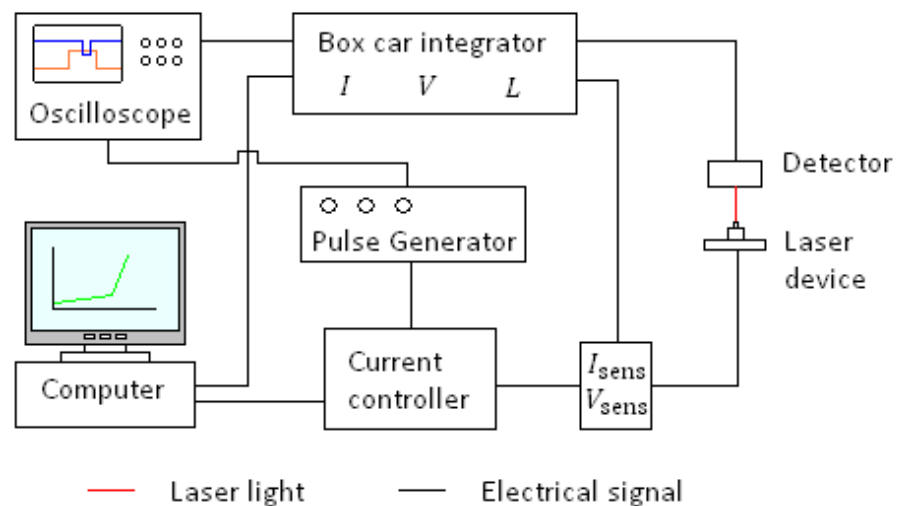 Box car integrator
I V L
Oscilloscope
Detector
Pulse Generator
Laser
device
Computer
Current
controller
Isens
Vsens
Laser light
Electrical signal